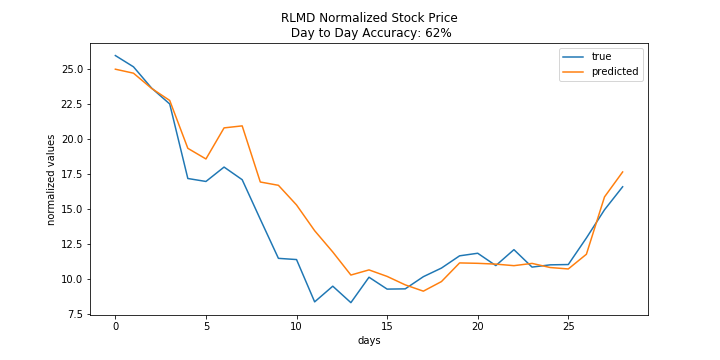 RLMD Normalized Stock Price
Day to Day Accuracy: 62%
true
predicted
normalized values
25.0
22.5
20.0
17.5
15.0
12.5
10.0
7.5
0 5 10 15 20 25
days